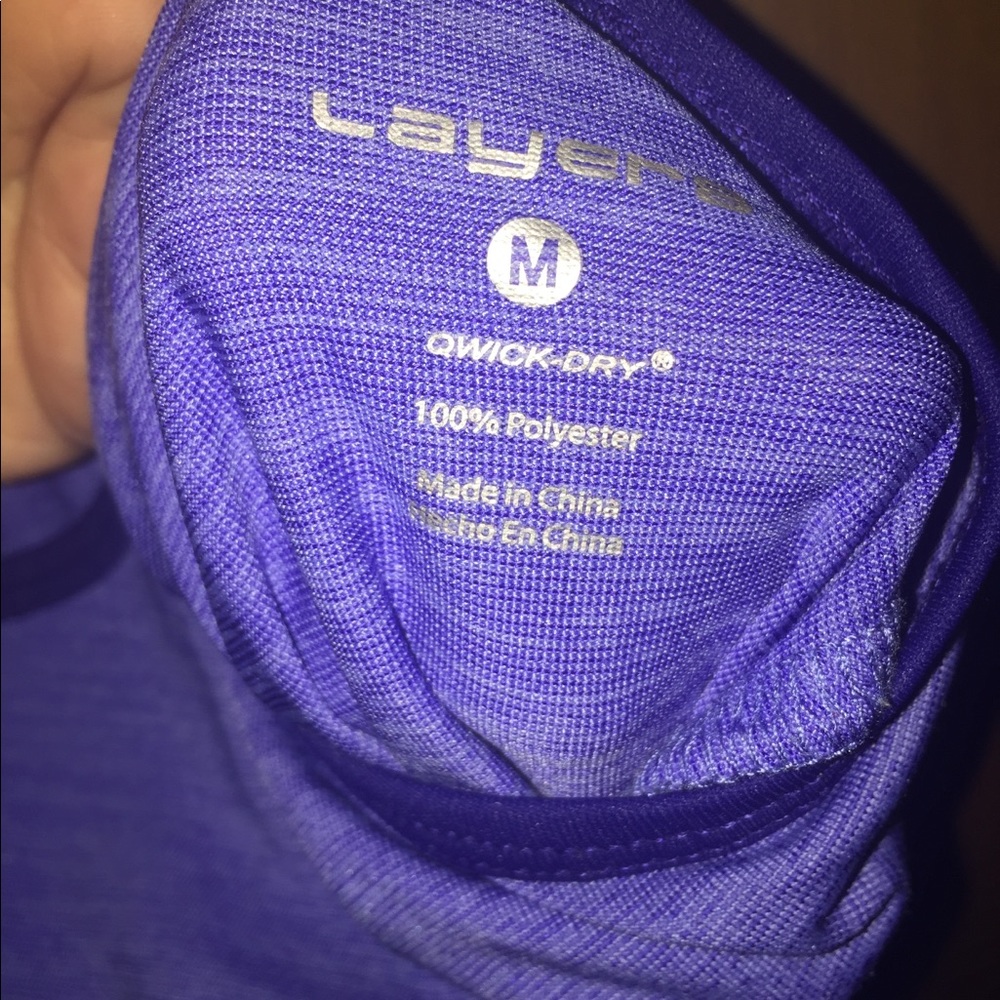 Layers
M
QWICK-DRY®
100% Polyester
Made in China
Hecho En China